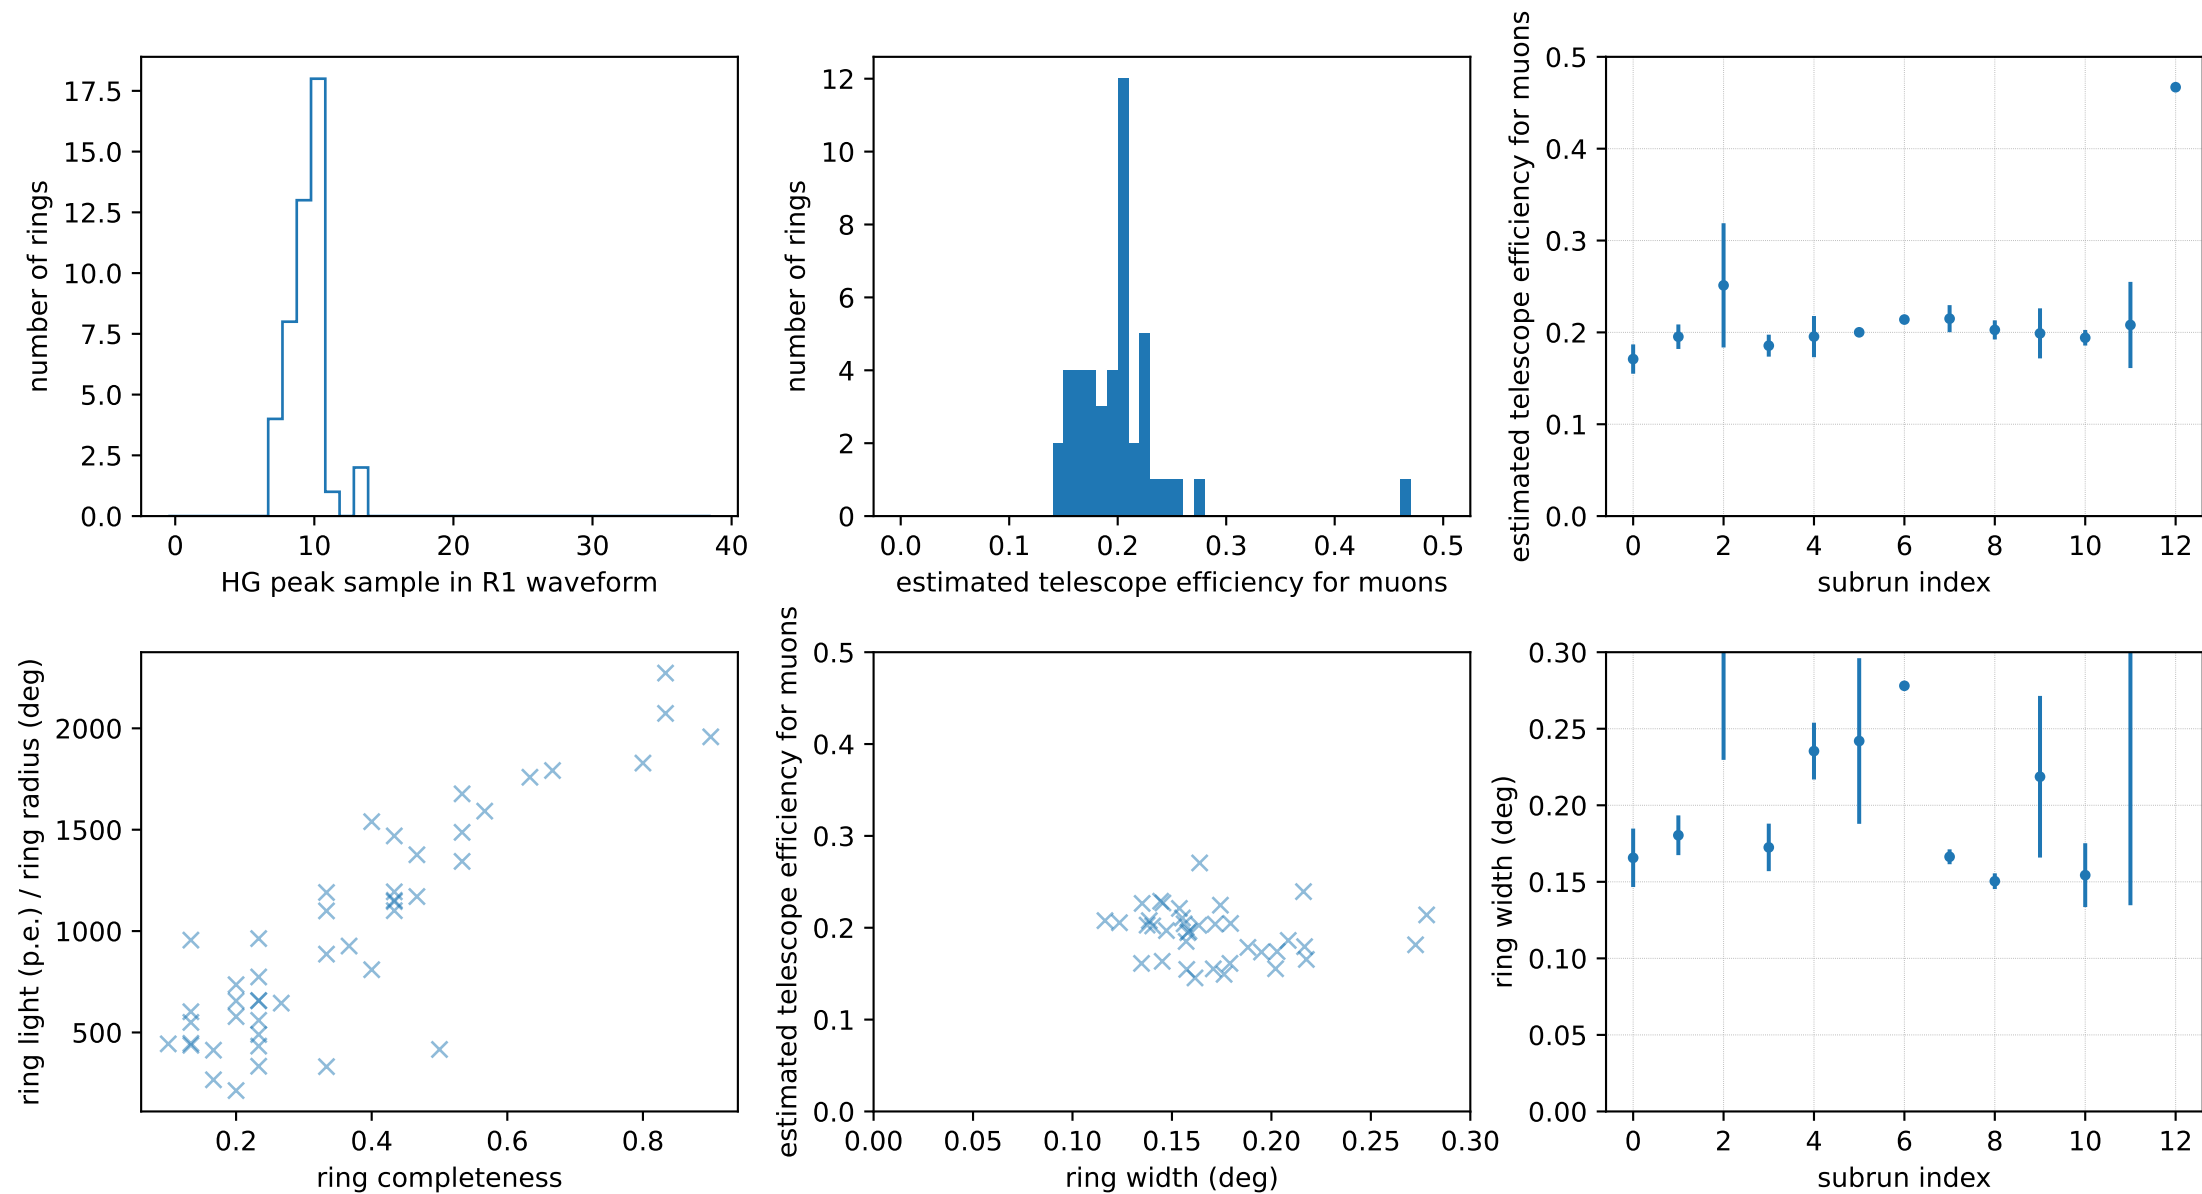 number of rings
17.5
15.0
12.5
10.0
7.5
5.0
2.5
0.0
0 10 20 30 40
HG peak sample in R1 waveform
number of rings
12
10
8
6
4
2
0
0.0 0.1 0.2 0.3 0.4 0.5
estimated telescope efficiency for muons
estimated telescope efficiency for muons
0.5
0.4
0.3
0.2
0.1
0.0
0 2 4 6 8 10 12
subrun index
ring light (p.e.) / ring radius (deg)
2000
1500
1000
500
0.2 0.4 0.6 0.8
ring completeness
estimated telescope efficiency for muons
0.5
0.4
0.3
0.2
0.1
0.0
0.00 0.05 0.10 0.15 0.20 0.25 0.30
ring width (deg)
ring width (deg)
0.30
0.25
0.20
0.15
0.10
0.05
0.00
0 2 4 6 8 10 12
subrun index